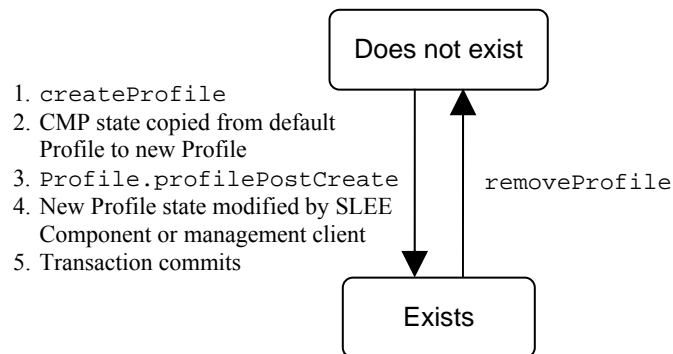 Does not exist
1. createProfile
2. CMP state copied from default
Profile to new Profile
3. Profile.profilePostCreate
4. New Profile state modified by SLEE
Component or management client
5. Transaction commits
removeProfile
Exists